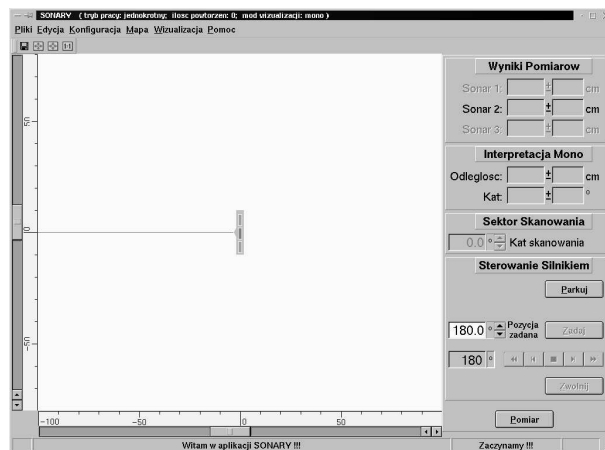 SONARY ( tryb pracy: jednokrotny; ilosc powtorzen: 0; mod wizualizacji: mono )
Pliki Edycja Konfiguracja Mapa Wizualizacja Pomoc
Wyniki Pomiarow
Sonar 1: ± cm
Sonar 2: ± cm
Sonar 3: ± cm
Interpretacja Mono
Odleglosc: ± cm
Kat: ± °
Sektor Skanowania
0.0 ° Kat skanowania
Sterowanie Silnikiem
Parkuj
180.0 ° Pozycja zadana Zadaj
180 °
Zwolnij
Pomiar
50
0
-50
-100 -50 0 50
Witam w aplikacji SONARY !!! Zaczynamy !!!